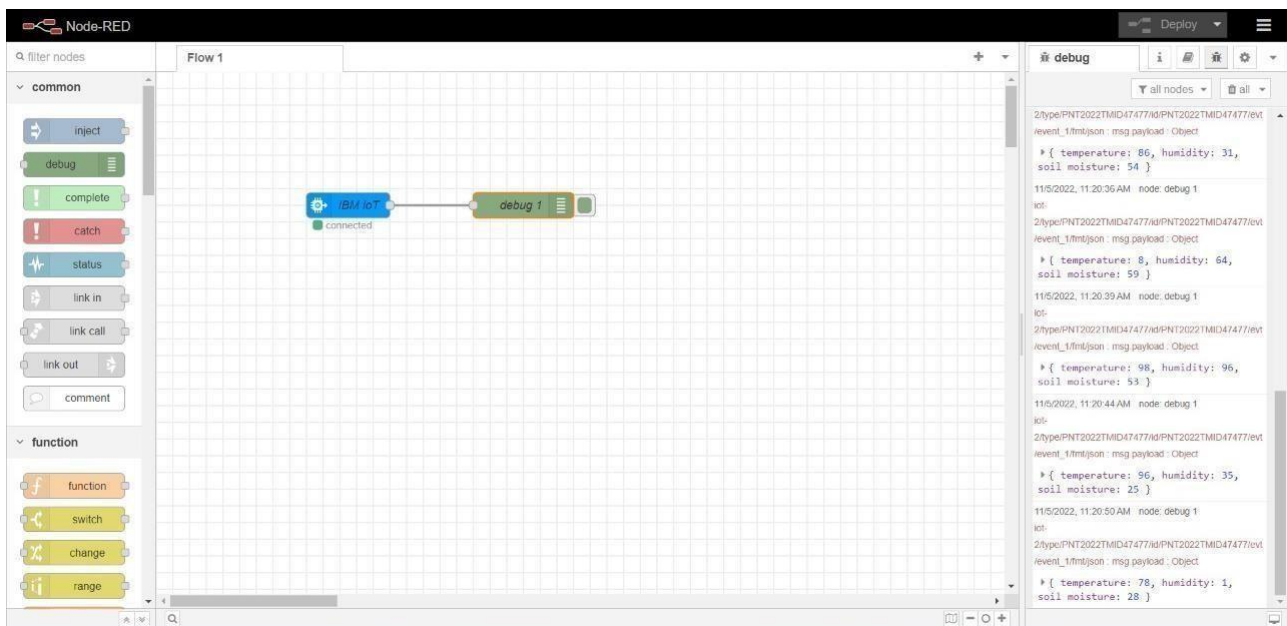 Node-RED
Deploy
filter nodes
common
inject
debug
complete
catch
status
link in
link call
link out
comment
function
function
switch
change
range
Flow 1
IBM IoT
connected
debug 1
debug
i
all nodes
all
2/type/PNT2022TMID47477/id/PNT2022TMID47477/evt
/event_1/fmt/json : msg.payload : Object
{ temperature: 86, humidity: 31,
soil moisture: 54 }
11/5/2022, 11:20:36 AM node: debug 1
iot-
2/type/PNT2022TMID47477/id/PNT2022TMID47477/evt
/event_1/fmt/json : msg.payload : Object
{ temperature: 8, humidity: 64,
soil moisture: 59 }
11/5/2022, 11:20:39 AM node: debug 1
iot-
2/type/PNT2022TMID47477/id/PNT2022TMID47477/evt
/event_1/fmt/json : msg.payload : Object
{ temperature: 98, humidity: 96,
soil moisture: 53 }
11/5/2022, 11:20:44 AM node: debug 1
iot-
2/type/PNT2022TMID47477/id/PNT2022TMID47477/evt
/event_1/fmt/json : msg.payload : Object
{ temperature: 96, humidity: 35,
soil moisture: 25 }
11/5/2022, 11:20:50 AM node: debug 1
iot-
2/type/PNT2022TMID47477/id/PNT2022TMID47477/evt
/event_1/fmt/json : msg.payload : Object
{ temperature: 78, humidity: 1,
soil moisture: 28 }